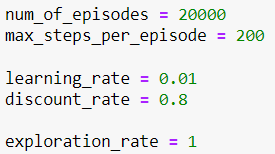 num_of_episodes = 20000
max_steps_per_episode = 200
learning_rate = 0.01
discount_rate = 0.8
exploration_rate = 1